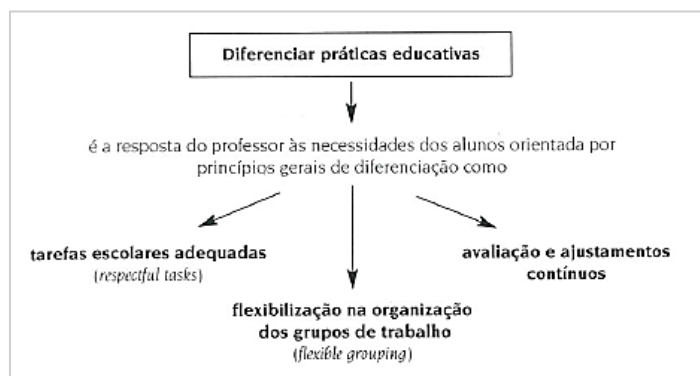 Diferenciar práticas educativas
é a resposta do professor às necessidades dos alunos orientada por
princípios gerais de diferenciação como
tarefas escolares adequadas
(respectful tasks)
avaliação e ajustamentos
contínuos
flexibilização na organização
dos grupos de trabalho
(flexible grouping)